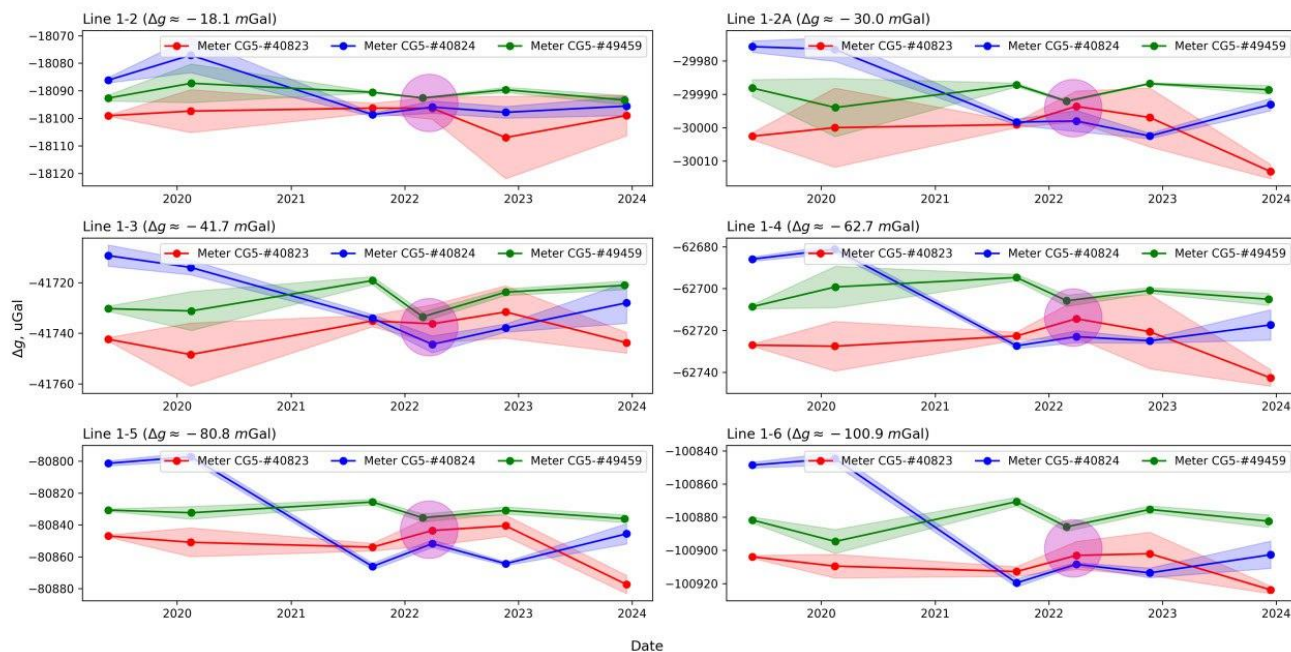 Line 1-2 (Δg ≈ −18.1 mGal)
Line 1-2A (Δg ≈ −30.0 mGal)
−18070
−18080
−18090
−18100
−18110
−18120
Meter CG5-#40823 Meter CG5-#40824 Meter CG5-#49459
2020 2021 2022 2023 2024
−29980
−29990
−30000
−30010
Meter CG5-#40823 Meter CG5-#40824 Meter CG5-#49459
2020 2021 2022 2023 2024
Line 1-3 (Δg ≈ −41.7 mGal)
Line 1-4 (Δg ≈ −62.7 mGal)
Δg, uGal
−41720
−41740
−41760
Meter CG5-#40823 Meter CG5-#40824 Meter CG5-#49459
2020 2021 2022 2023 2024
−62680
−62700
−62720
−62740
Meter CG5-#40823 Meter CG5-#40824 Meter CG5-#49459
2020 2021 2022 2023 2024
Line 1-5 (Δg ≈ −80.8 mGal)
Line 1-6 (Δg ≈ −100.9 mGal)
−80800
−80820
−80840
−80860
−80880
Meter CG5-#40823 Meter CG5-#40824 Meter CG5-#49459
2020 2021 2022 2023 2024
−100840
−100860
−100880
−100900
−100920
Meter CG5-#40823 Meter CG5-#40824 Meter CG5-#49459
2020 2021 2022 2023 2024
Date